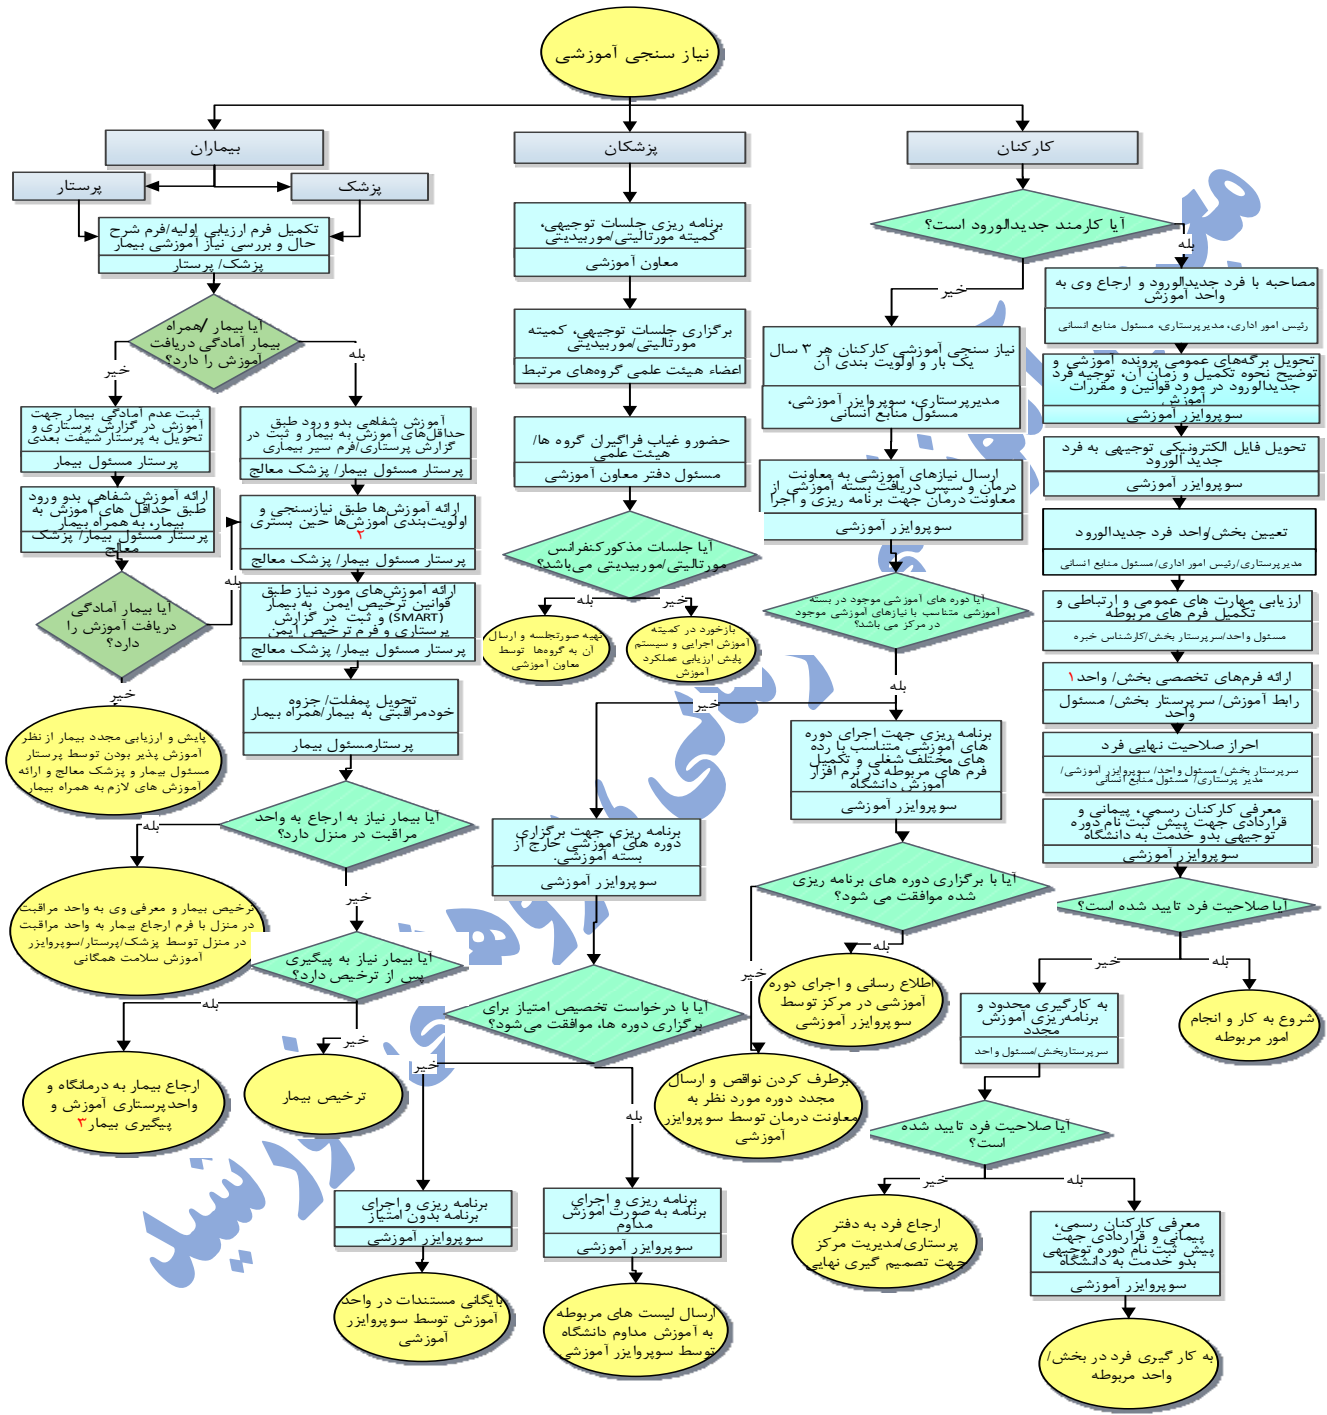 نیاز سنجی آموزشی
بیماران
پزشکان
کارکنان
پرستار
پزشک
تکمیل فرم ارزیابی اولیه/فرم شرح
حال و بررسی نیاز آموزشی بیمار
پزشک/ پرستار
آیا بیمار /همراه
بیمار آمادگی دریافت
آموزش را دارد؟
خیر
بله
ثبت عدم آمادگی بیمار جهت
آموزش در گزارش پرستاری و
تحویل به پرستار شیفت بعدی
پرستار مسئول بیمار
ارائه آموزش شفاهی بدو ورود
طبق حداقل های آموزش به
بیمار، به همراه بیمار
پرستار مسئول بیمار/ پزشک
معالج
آیا بیمار آمادگی
دریافت آموزش را
دارد؟
بله
خیر
پایش و ارزیابی مجدد بیمار از نظر
آموزش پذیر بودن توسط پرستار
مسئول بیمار و پزشک معالج و ارائه
آموزش های لازم به همراه بیمار
آموزش شفاهی بدو ورود طبق
حداقل‌های آموزش به بیمار و ثبت در
گزارش پرستاری/فرم سیر بیماری
پرستار مسئول بیمار/ پزشک معالج
ارائه آموزش‌ها طبق نیازسنجی و
اولویت‌بندی آموزش‌ها حین بستری
۲
پرستار مسئول بیمار/ پزشک معالج
ارائه آموزش‌های مورد نیاز طبق
قوانین ترخیص ایمن به بیمار
(SMART) و ثبت در گزارش
پرستاری و فرم ترخیص ایمن
پرستار مسئول بیمار/ پزشک معالج
تحویل پمفلت/ جزوه
خودمراقبتی به بیمار/همراه بیمار
پرستارمسئول بیمار
آیا بیمار نیاز به ارجاع به واحد
مراقبت در منزل دارد؟
بله
خیر
ترخیص بیمار و معرفی وی به واحد مراقبت
در منزل با فرم ارجاع بیمار به واحد مراقبت
در منزل توسط پزشک/پرستار/سوپروایزر
آموزش سلامت همگانی
آیا بیمار نیاز به پیگیری
پس از ترخیص دارد؟
بله
خیر
ارجاع بیمار به درمانگاه و
واحدپرستاری آموزش و
پیگیری بیمار۳
ترخیص بیمار
برنامه ریزی جلسات توجیهی،
کمیته مورتالیتی/موربیدیتی
معاون آموزشی
برگزاری جلسات توجیهی، کمیته
مورتالیتی/موربیدیتی
اعضاء هیئت علمی گروه‌های مرتبط
حضورو غیاب فراگیران گروه ها/
هیئت علمی
مسئول دفتر معاون آموزشی
آیا جلسات مذکورکنفرانس
مورتالیتی/موربیدیتی می‌باشد؟
بله
خیر
تهیه صورتجلسه و ارسال
آن به گروه‌ها توسط
معاون آموزشی
بازخورد در کمیته
آموزش اجرایی و سیستم
پایش ارزیابی عملکرد
آموزش
آیا کارمند جدیدالورود است؟
خیر
بله
نیاز سنجی آموزشی کارکنان هر ۳ سال
یک بار و اولویت بندی آن
مدیرپرستاری، سوپروایزر آموزشی،
مسئول منابع انسانی
ارسال نیازهای آموزشی به معاونت
درمان و سپس دریافت بسته آموزشی از
معاونت درمان جهت برنامه ریزی و اجرا
سوپروایزر آموزشی
آیا دوره های آموزشی موجود در بسته
آموزشی متناسب با نیازهای آموزشی موجود
در مرکز می باشد؟
بله
خیر
برنامه ریزی جهت اجرای دوره
های آموزشی متناسب با رده
های مختلف شغلی و تکمیل
فرم های مربوطه در نرم افزار
آموزش دانشگاه
سوپروایزر آموزشی
برنامه ریزی جهت برگزاری
دوره های آموزشی خارج از
بسته آموزشی.
سوپروایزر آموزشی
آیا با برگزاری دوره های برنامه ریزی
شده موافقت می شود؟
بله
خیر
اطلاع رسانی و اجرای دوره
آموزشی در مرکز توسط
سوپروایزر آموزشی
برطرف کردن نواقص و ارسال
مجدد دوره مورد نظر به
معاونت درمان توسط سوپروایزر
آموزشی
آیا با درخواست تخصیص امتیاز برای
برگزاری دوره ها، موافقت می‌شود؟
خیر
بله
برنامه ریزی و اجرای
برنامه بدون امتیاز
سوپروایزر آموزشی
برنامه ریزی و اجرای
برنامه به صورت آموزش
مداوم
سوپروایزر آموزشی
بایگانی مستندات در واحد
آموزش توسط سوپروایزر
آموزشی
ارسال لیست های مربوطه
به آموزش مداوم دانشگاه
توسط سوپروایزر آموزشی
مصاحبه با فرد جدیدالورود و ارجاع وی به
واحد آموزش
رئیس امور اداری، مدیرپرستاری، مسئول منابع انسانی
تحویل برگه‌های عمومی پرونده آموزشی و
توضیح نحوه تکمیل و زمان آن، توجیه فرد
جدیدالورود در مورد قوانین و مقررات
آموزش
سوپروایزر آموزشی
تحویل فایل الکترونیکی توجیهی به فرد
جدید الورود
سوپروایزر آموزشی
تعیین بخش/واحد فرد جدیدالورود
مدیرپرستاری/رئیس امور اداری/مسئول منابع انسانی
ارزیابی مهارت های عمومی و ارتباطی و
تکمیل فرم های مربوطه
مسئول واحد/سرپرستار بخش/کارشناس خبره
ارائه فرم‌های تخصصی بخش/ واحد۱
رابط آموزش/ سرپرستار بخش/ مسئول
واحد
احراز صلاحیت نهایی فرد
سرپرستار بخش/ مسئول واحد/ سوپروایزر آموزشی/
مدیر پرستاری/ مسئول منابع انسانی
معرفی کارکنان رسمی، پیمانی و
قراردادی جهت پیش ثبت نام دوره
توجیهی بدو خدمت به دانشگاه
سوپروایزر آموزشی
آیا صلاحیت فرد تایید شده است؟
خیر
بله
به کارگیری محدود و
برنامه‌ریزی آموزش
مجدد
سرپرستاربخش/مسئول واحد
شروع به کار و انجام
امور مربوطه
آیا صلاحیت فرد تایید شده
است؟
خیر
بله
ارجاع فرد به دفتر
پرستاری/مدیریت مرکز
جهت تصمیم گیری نهایی
معرفی کارکنان رسمی،
پیمانی و قراردادی جهت
پیش ثبت نام دوره توجیهی
بدو خدمت به دانشگاه
سوپروایزر آموزشی
به کار گیری فرد در بخش/
واحد مربوطه